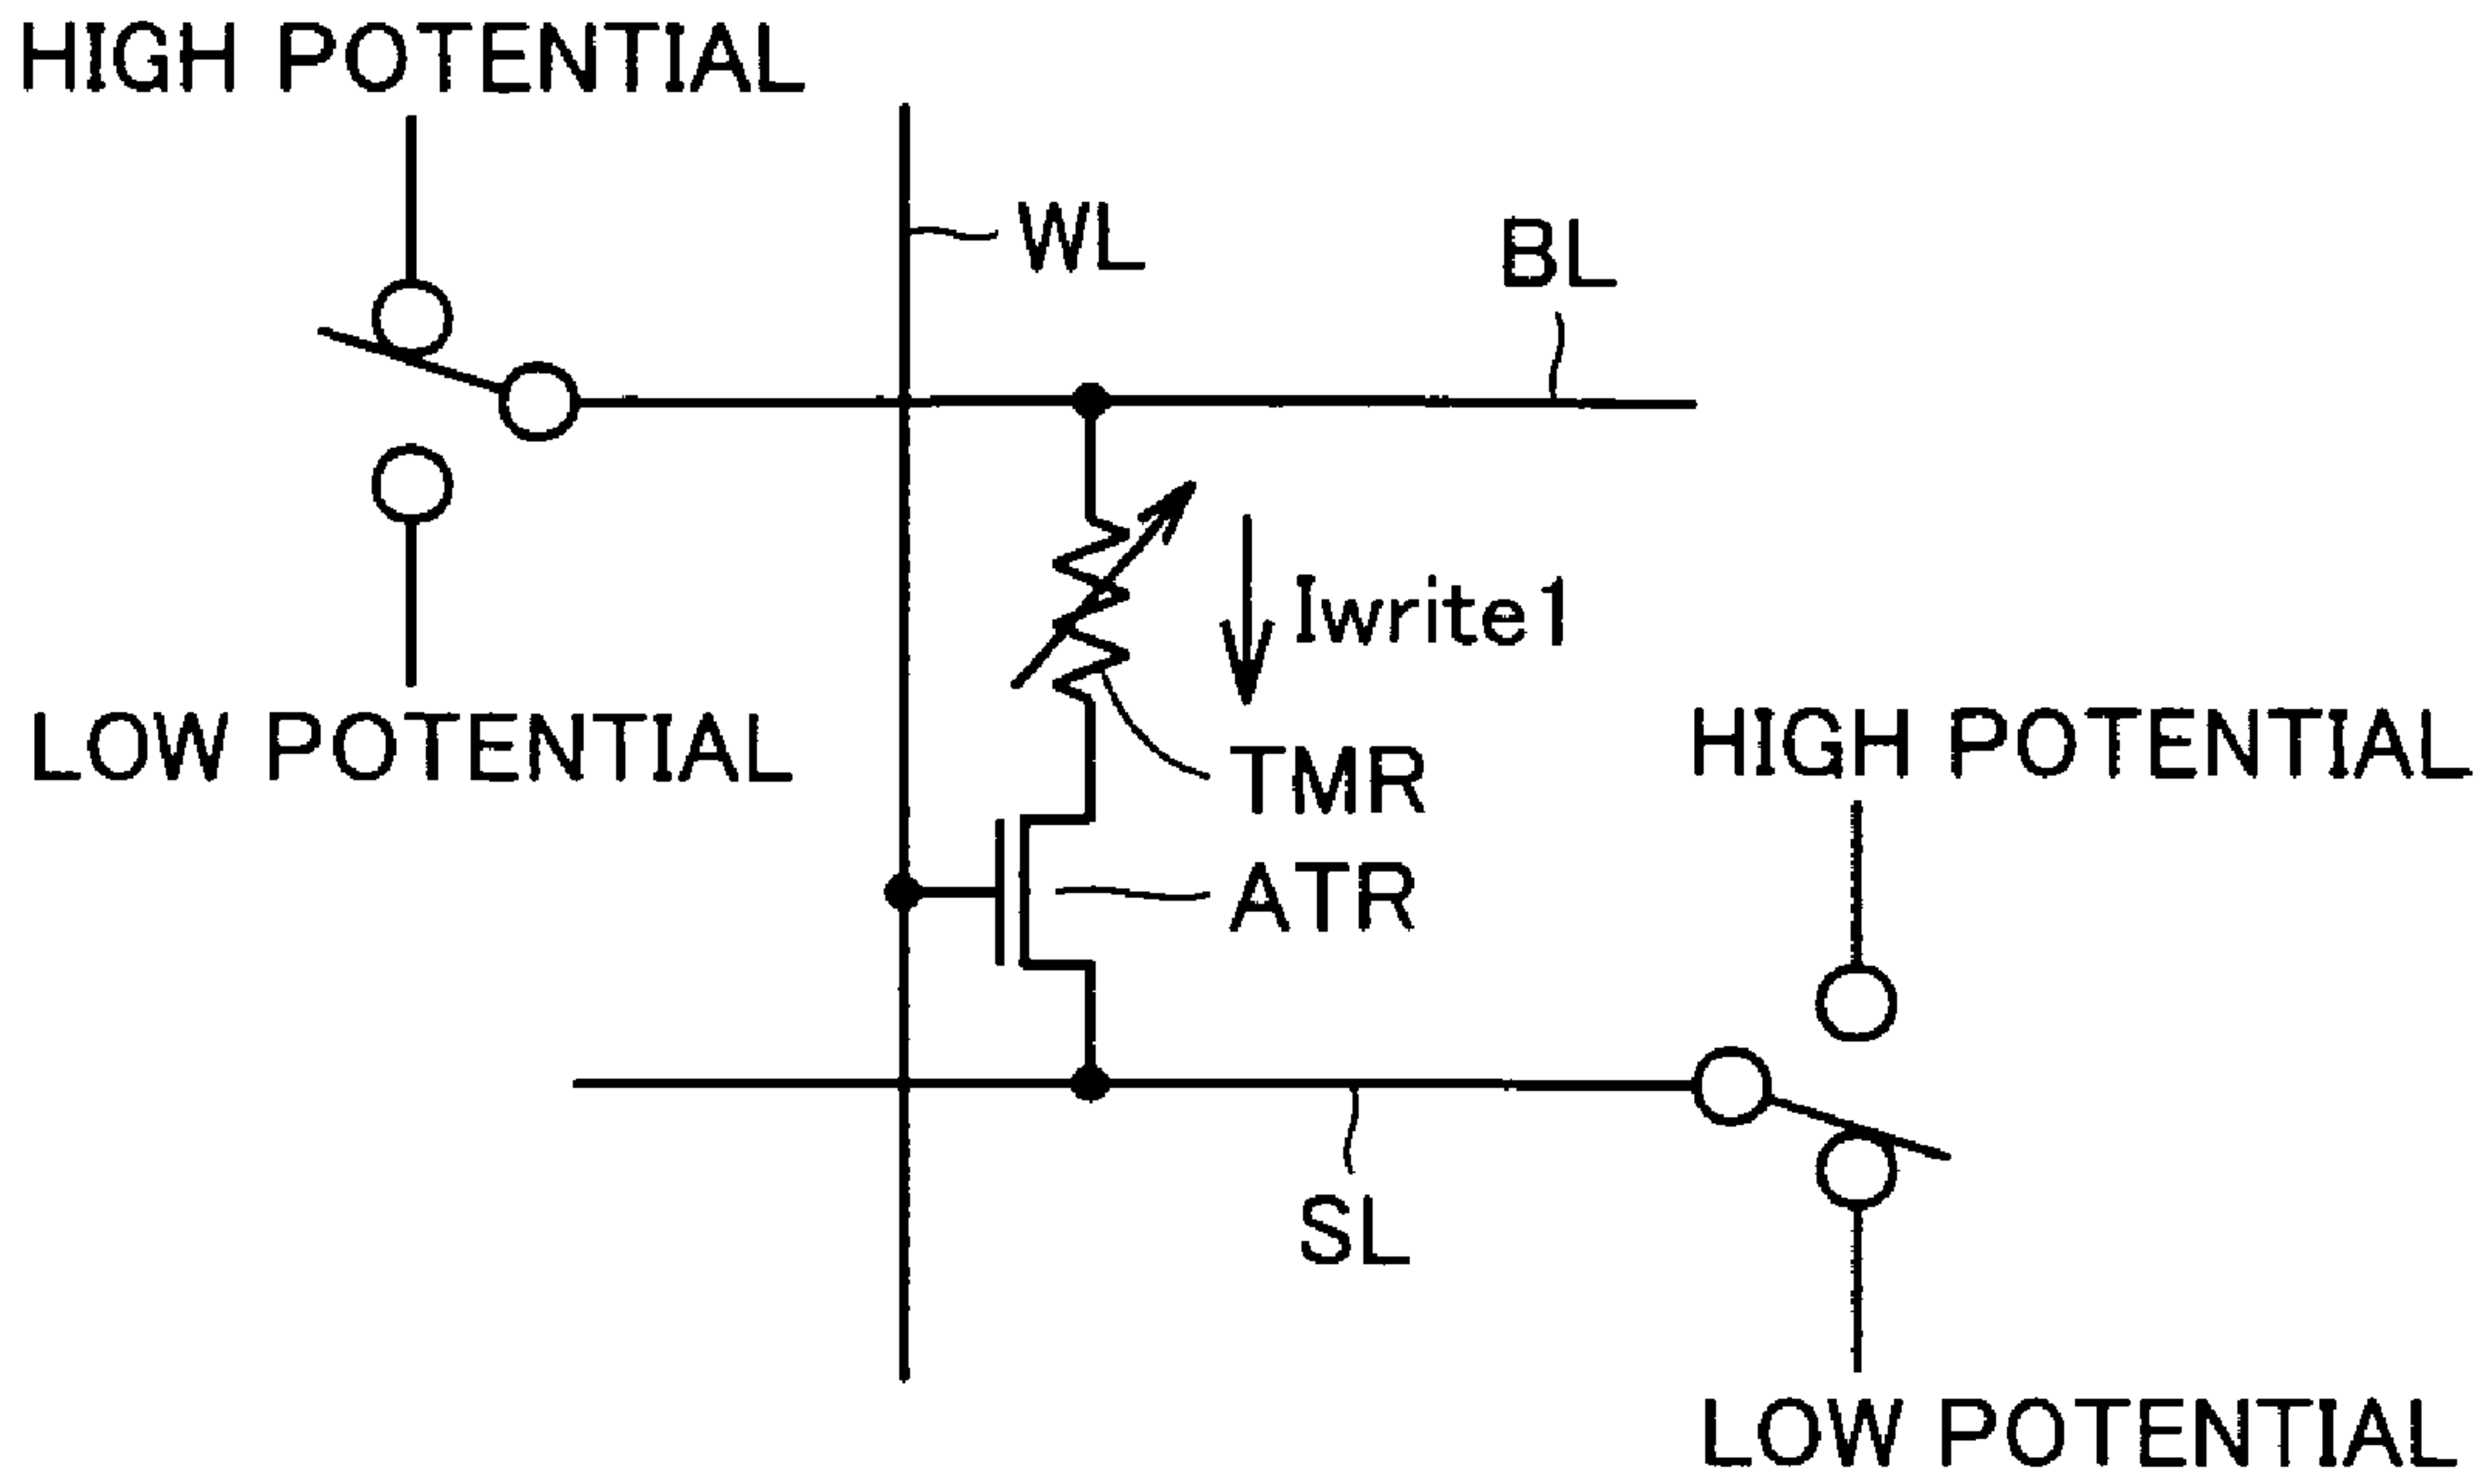 HIGH POTENTIAL
WL
BL
Iwrite1
LOW POTENTIAL
HIGH POTENTIAL
TMR
ATR
SL
LOW POTENTIAL